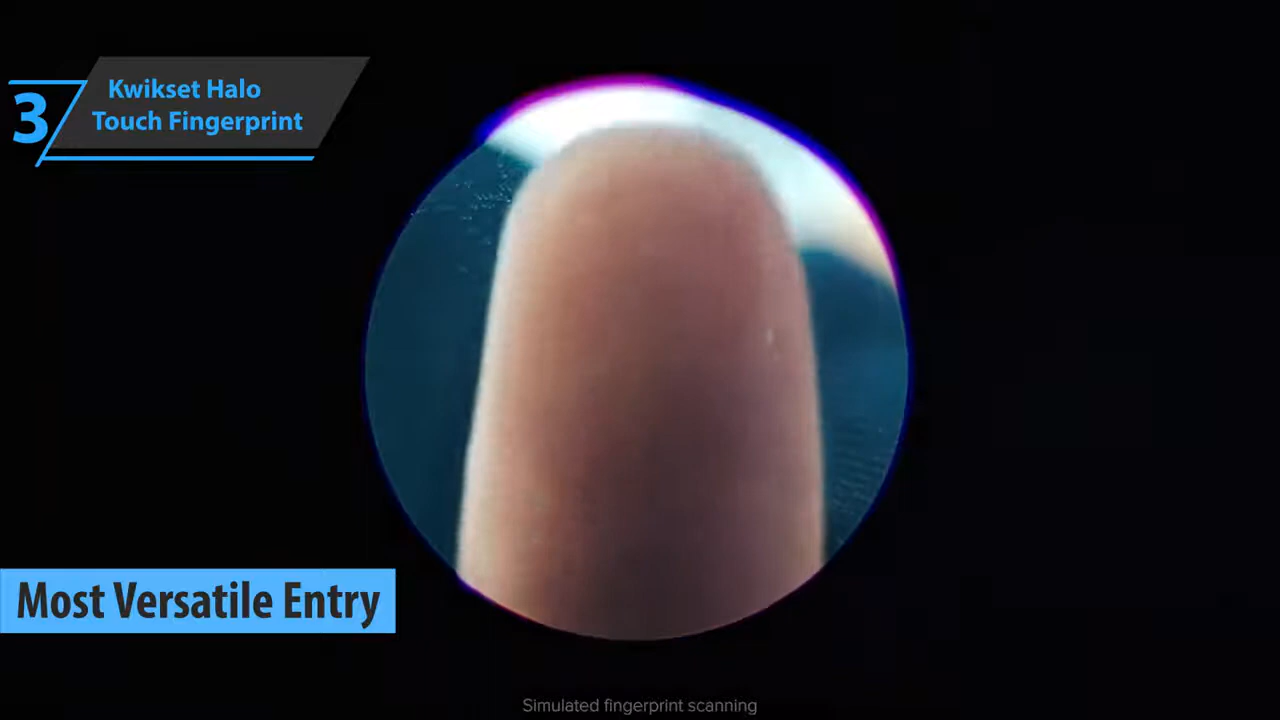 3
Kwikset Halo
Touch Fingerprint
Most Versatile Entry
Simulated fingerprint scanning